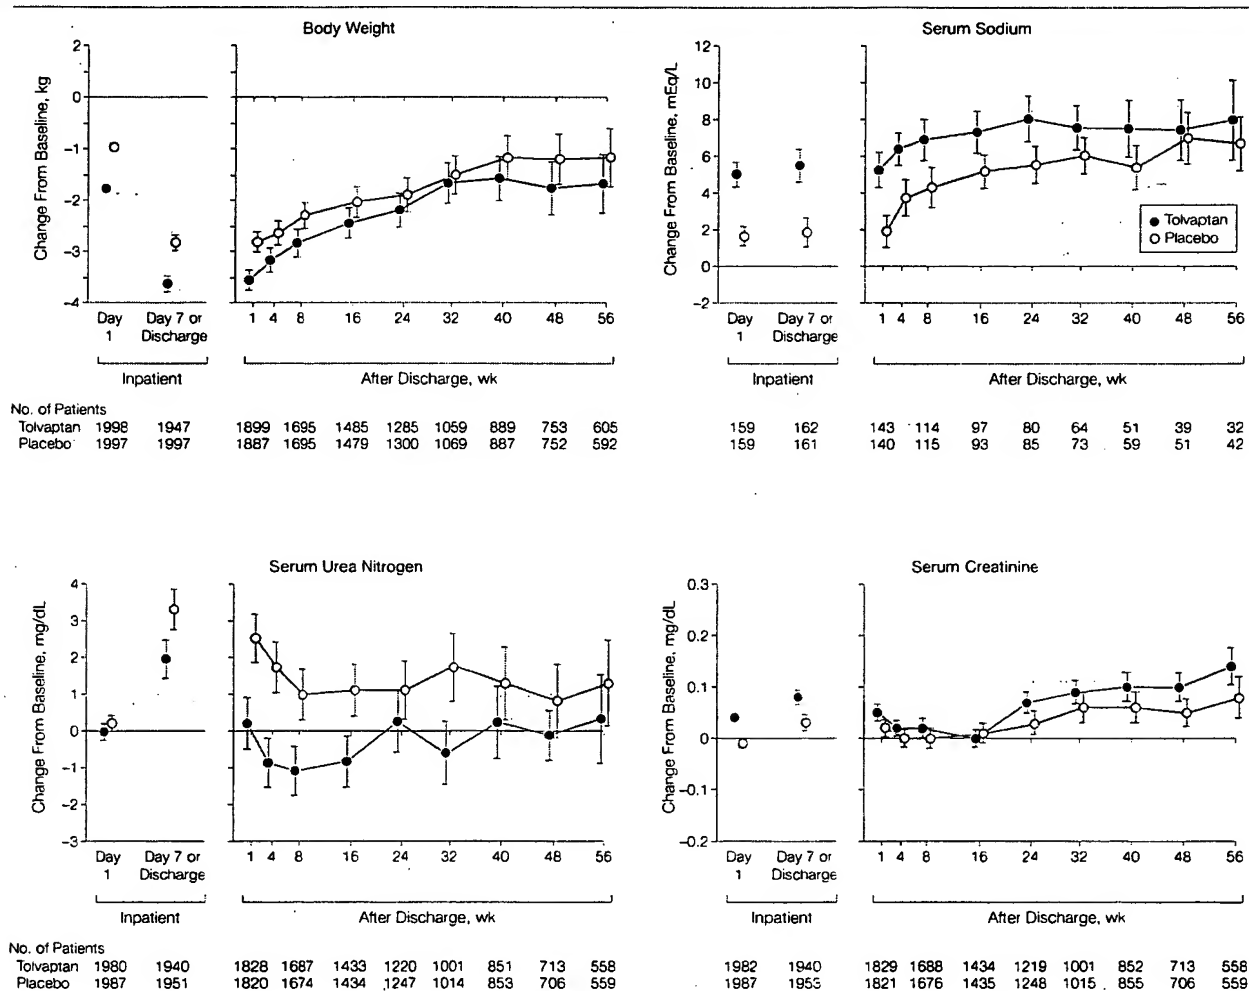 Body Weight
Change From Baseline, kg
2
1
0
−1
−2
−3
−4
Day 1
Day 7 or Discharge
1 4 8 16 24 32 40 48 56
Inpatient
After Discharge, wk
No. of Patients
Tolvaptan 1998 1947 1899 1695 1485 1285 1059 889 753 605
Placebo 1997 1997 1887 1695 1479 1300 1069 887 752 592
Serum Sodium
Change From Baseline, mEq/L
12
10
8
6
4
2
0
−2
Tolvaptan
Placebo
Day 1
Day 7 or Discharge
1 4 8 16 24 32 40 48 56
Inpatient
After Discharge, wk
159 162 143 114 97 80 64 51 39 32
159 161 140 115 93 85 73 59 51 42
Serum Urea Nitrogen
Change From Baseline, mg/dL
4
3
2
1
0
−1
−2
−3
Day 1
Day 7 or Discharge
1 4 8 16 24 32 40 48 56
Inpatient
After Discharge, wk
No. of Patients
Tolvaptan 1980 1940 1828 1687 1433 1220 1001 851 713 558
Placebo 1987 1951 1820 1674 1434 1247 1014 853 706 559
Serum Creatinine
Change From Baseline, mg/dL
0.3
0.2
0.1
0
−0.1
−0.2
Day 1
Day 7 or Discharge
1 4 8 16 24 32 40 48 56
Inpatient
After Discharge, wk
1982 1940 1829 1688 1434 1219 1001 852 713 558
1987 1953 1821 1676 1435 1248 1015 855 706 559